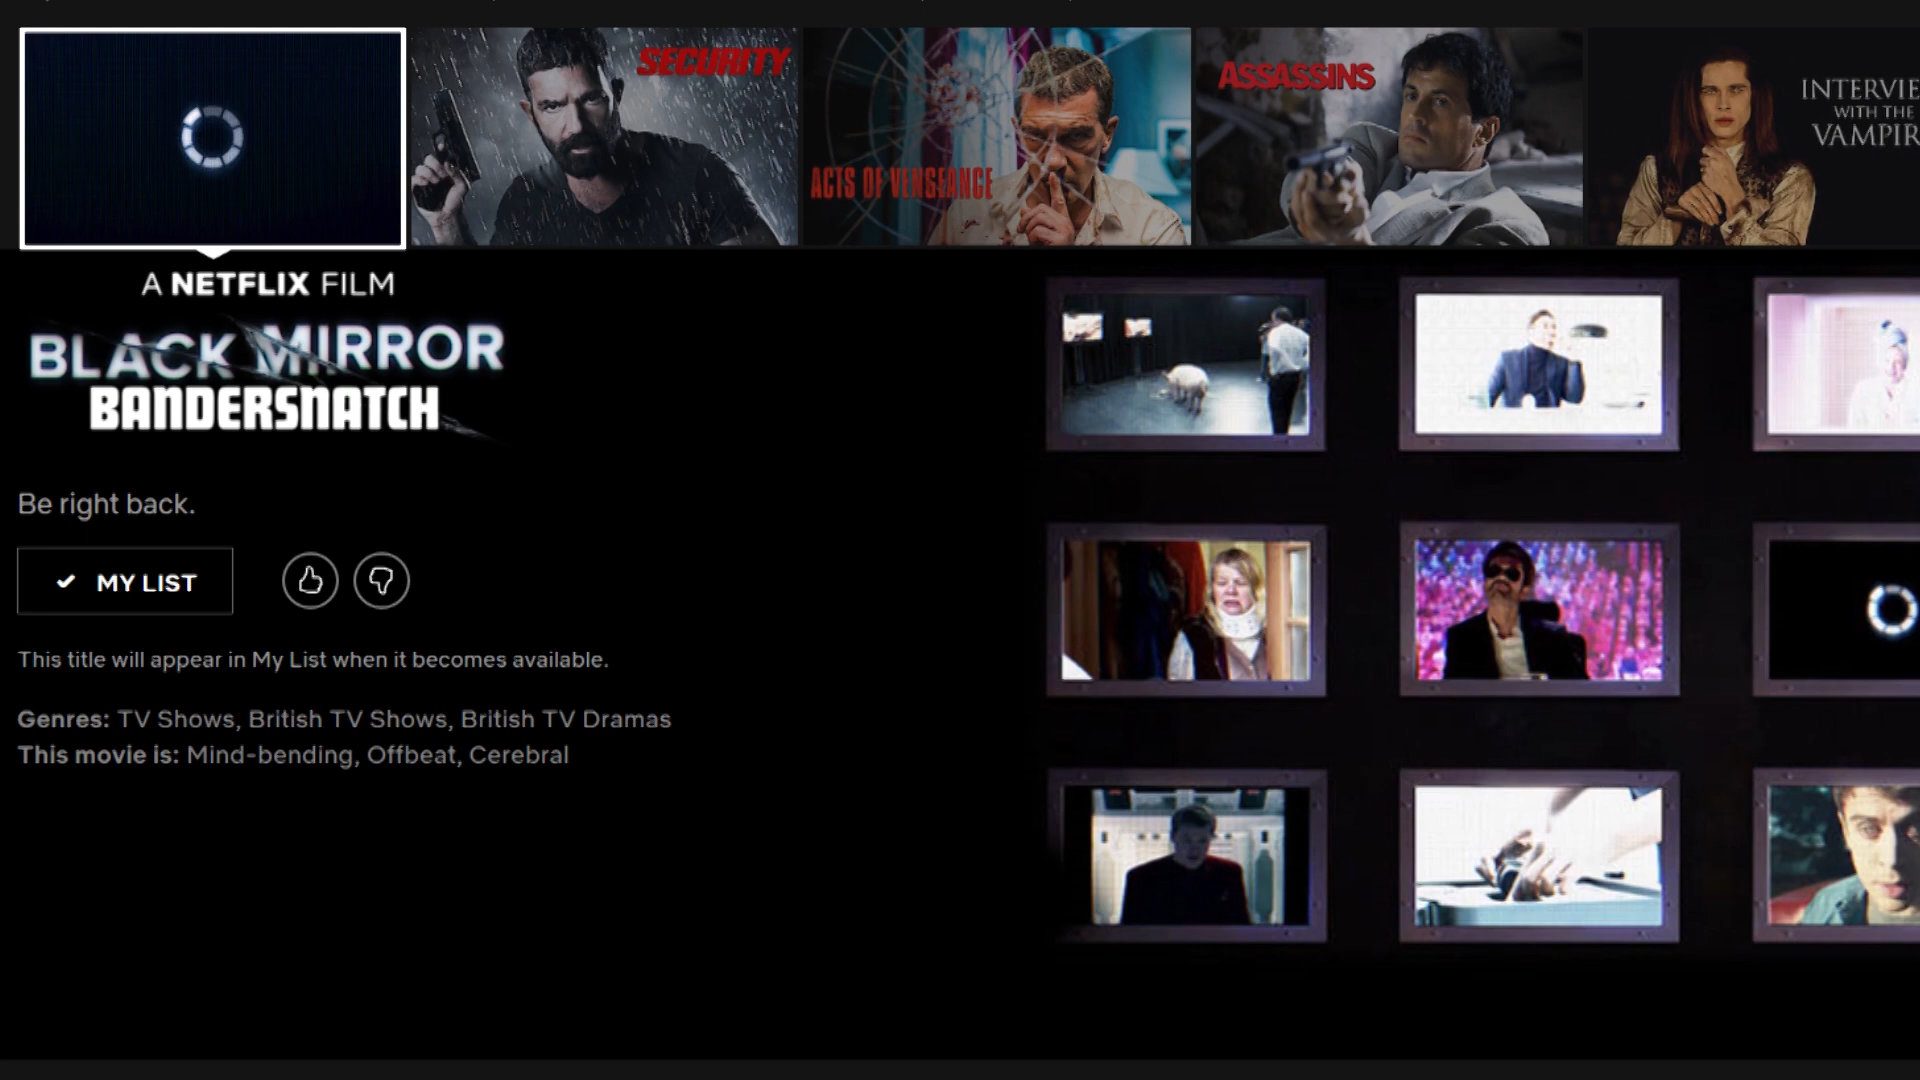 SECURITY
ACTS OF VENGEANCE
ASSASSINS
INTERVIE
WITH THE
VAMPIR
A NETFLIX FILM
BLACK MIRROR
BANDERSNATCH
Be right back.
MY LIST
This title will appear in My List when it becomes available.
Genres: TV Shows, British TV Shows, British TV Dramas
This movie is: Mind-bending, Offbeat, Cerebral